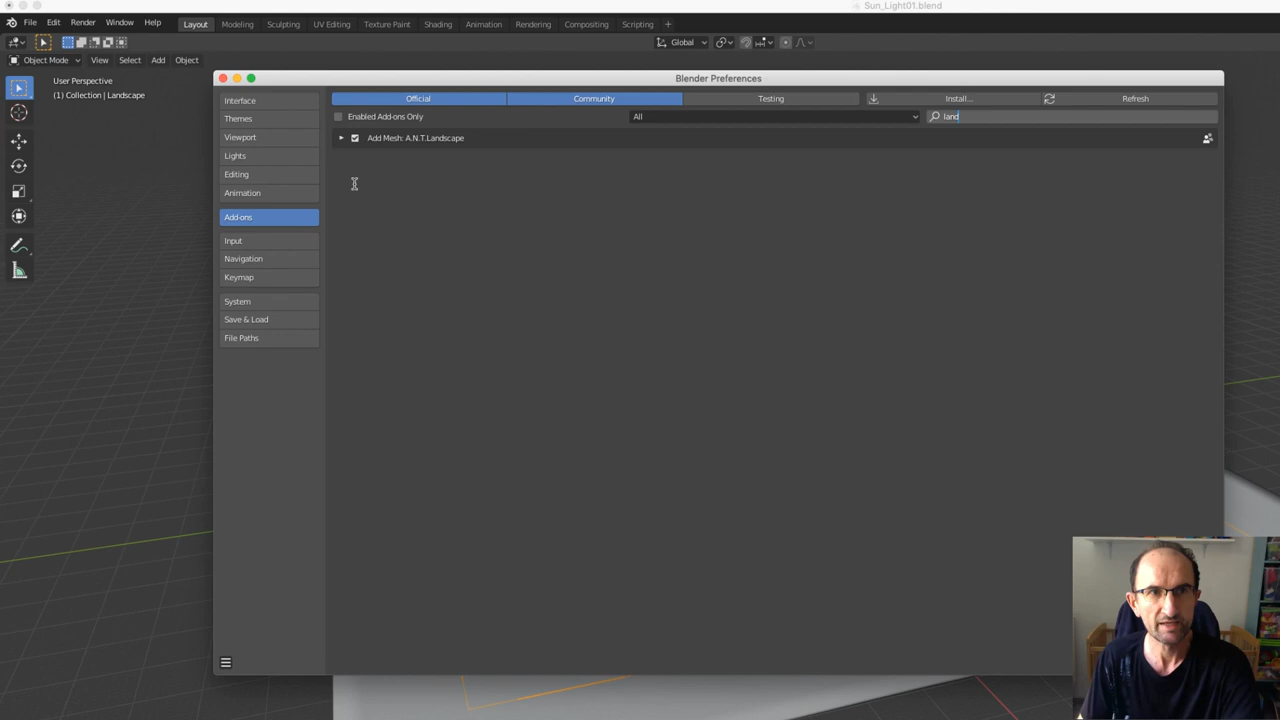 Sun_Light01.blend
File Edit Render Window Help
Layout Modeling Sculpting UV Editing Texture Paint Shading Animation Rendering Compositing Scripting +
Global
Object Mode View Select Add Object
User Perspective
(1) Collection | Landscape
Blender Preferences
Interface
Themes
Viewport
Lights
Editing
Animation
Add-ons
Input
Navigation
Keymap
System
Save & Load
File Paths
Official Community Testing Install... Refresh
Enabled Add-ons Only All land
Add Mesh: A.N.T.Landscape